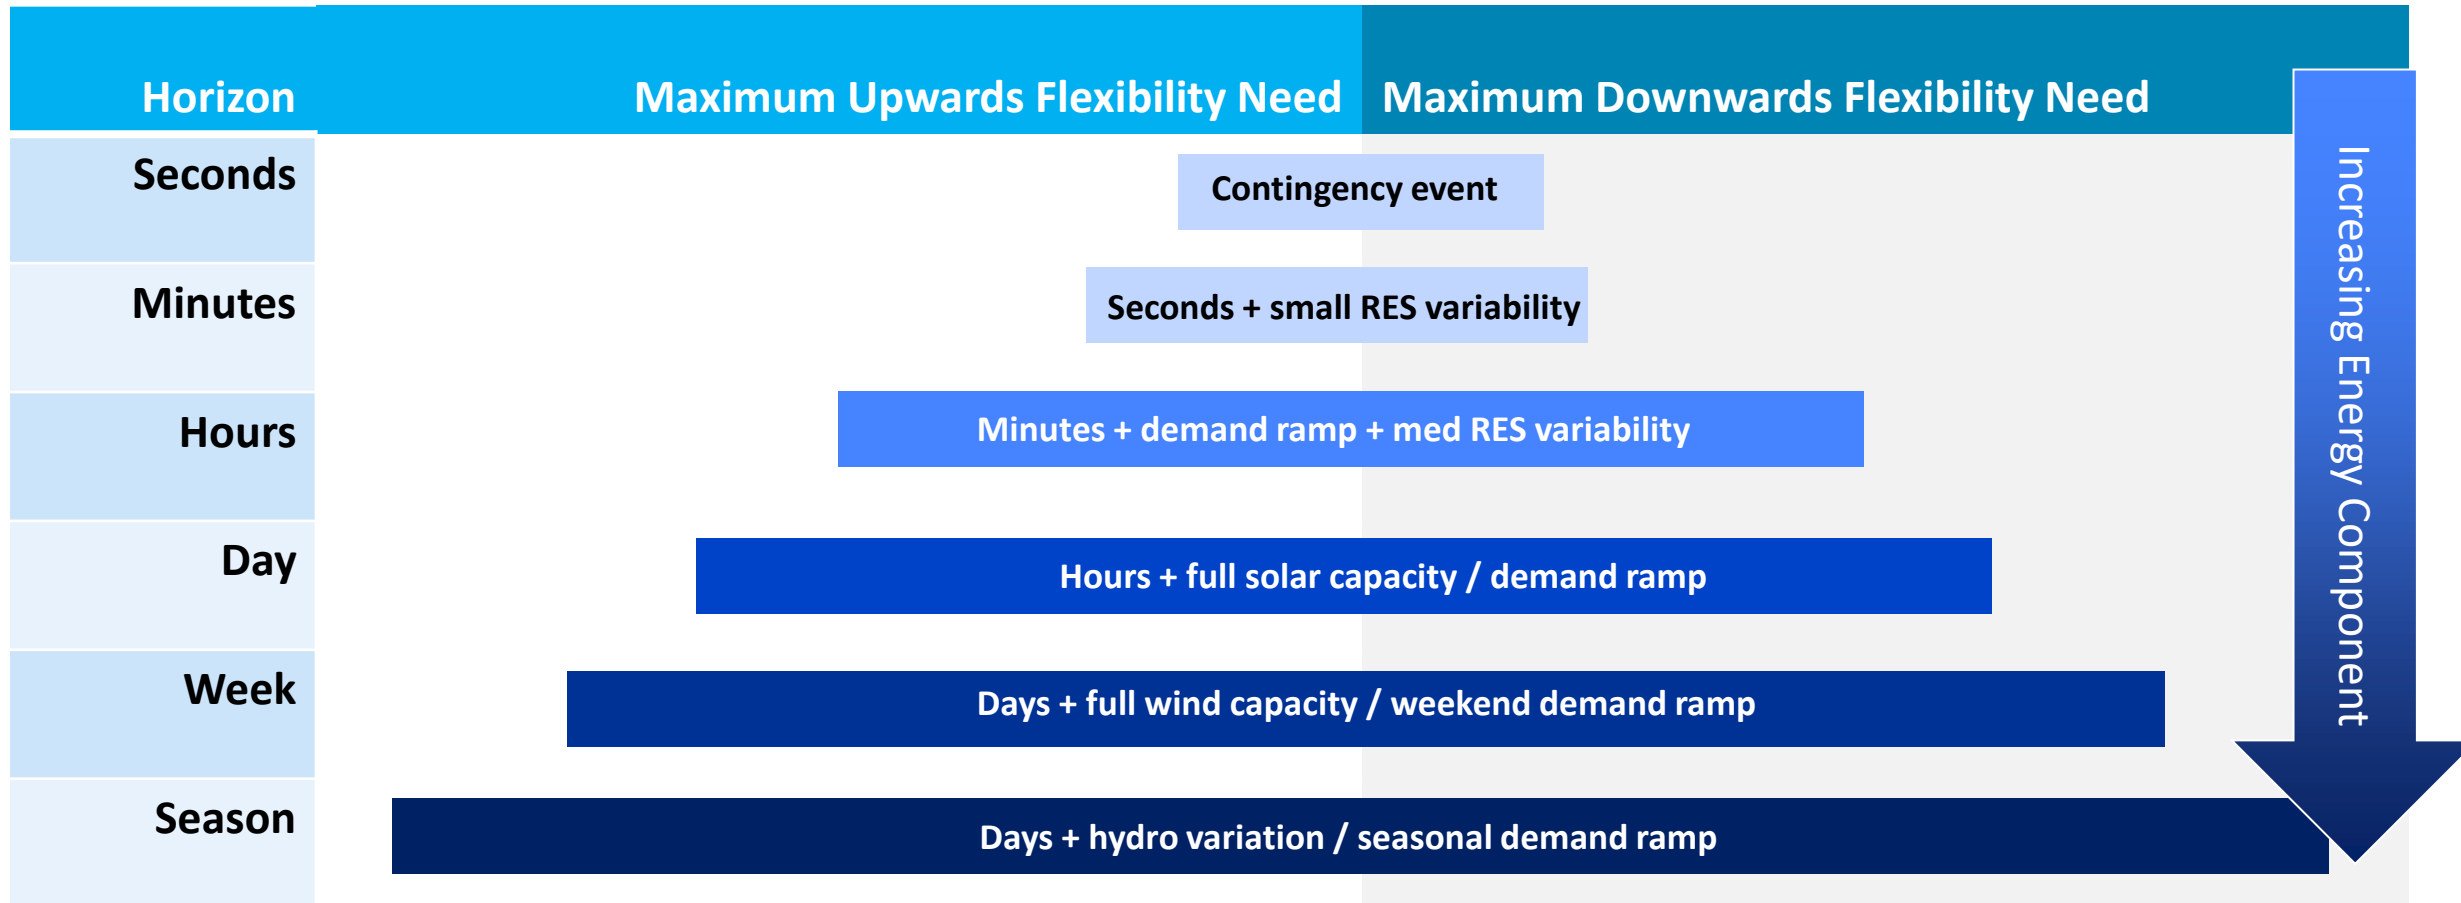 Horizon
Maximum Upwards Flexibility Need
Maximum Downwards Flexibility Need
Seconds
Contingency event
Minutes
Seconds + small RES variability
Hours
Minutes + demand ramp + med RES variability
Day
Hours + full solar capacity / demand ramp
Week
Days + full wind capacity / weekend demand ramp
Season
Days + hydro variation / seasonal demand ramp
Increasing Energy Component